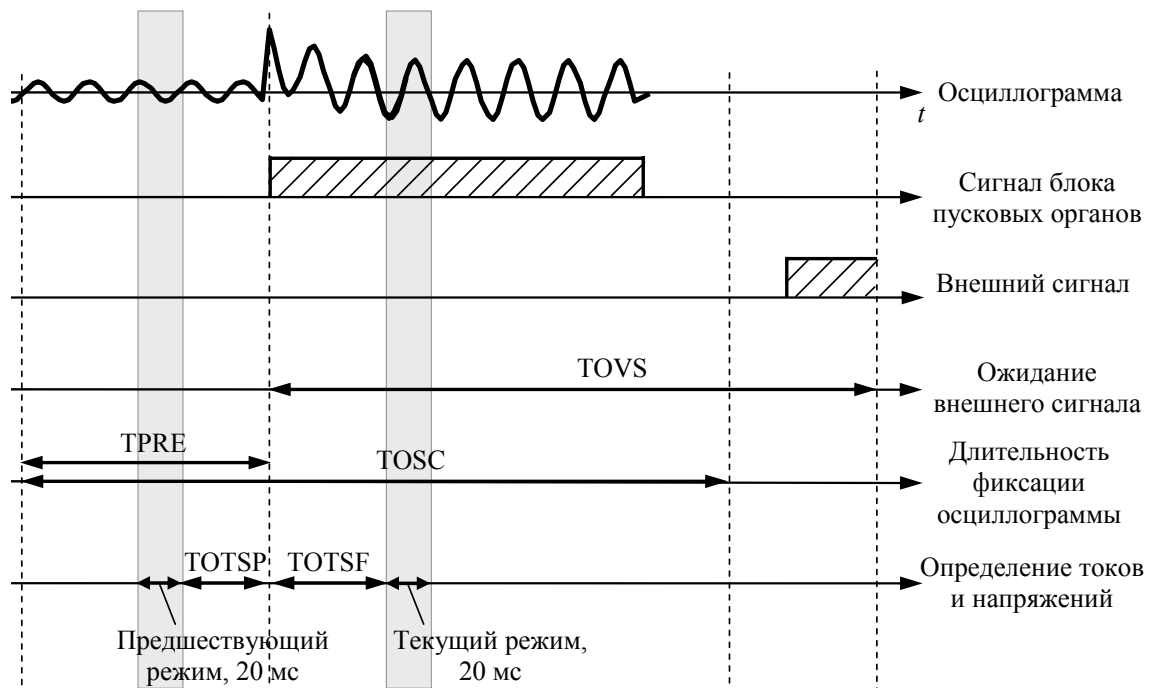 Осциллограмма
t
Сигнал блока
пусковых органов
Внешний сигнал
TOVS
Ожидание
внешнего сигнала
TPRE
TOSC
Длительность
фиксации
осциллограммы
TOTSP
TOTSF
Определение токов
и напряжений
Предшествующий
режим, 20 мс
Текущий режим,
20 мс